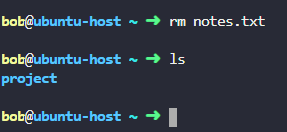 bob@ubuntu-host ~ ➜ rm notes.txt
bob@ubuntu-host ~ ➜ ls
project
bob@ubuntu-host ~ ➜